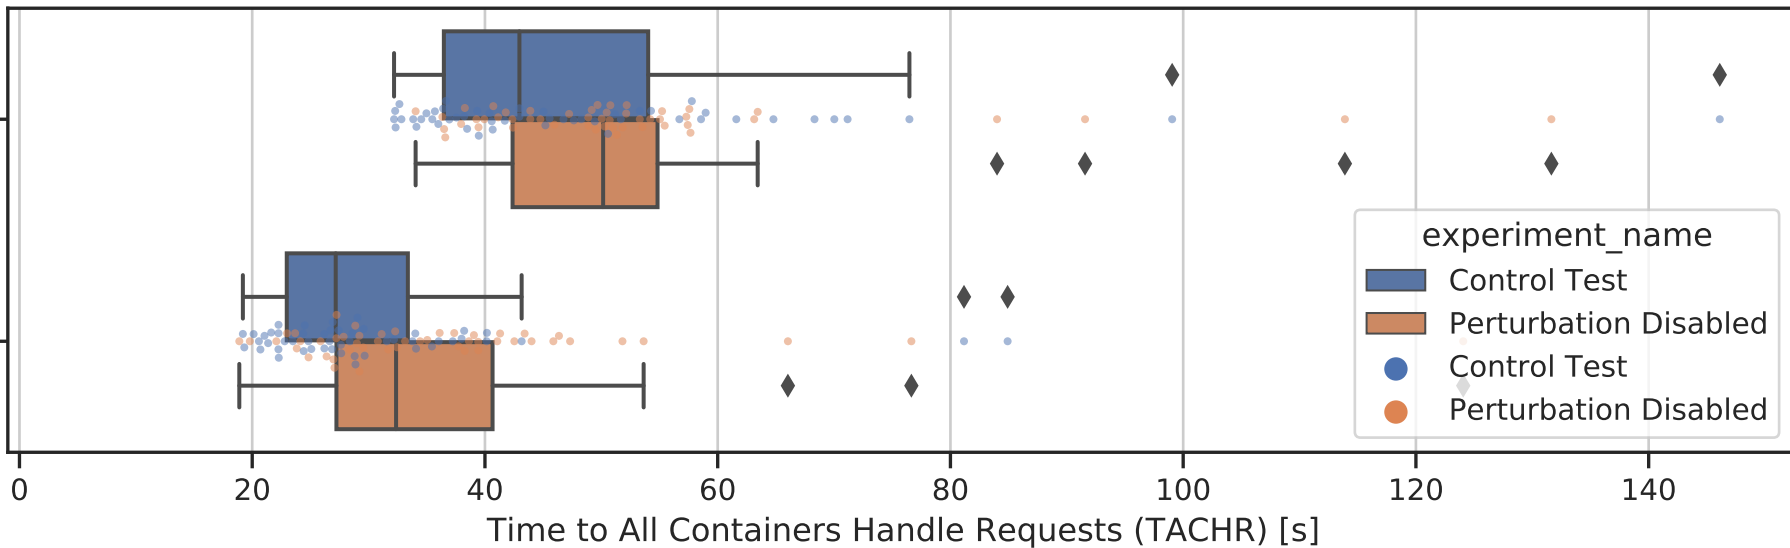 experiment_name
Control Test
Perturbation Disabled
Control Test
Perturbation Disabled
0 20 40 60 80 100 120 140
Time to All Containers Handle Requests (TACHR) [s]